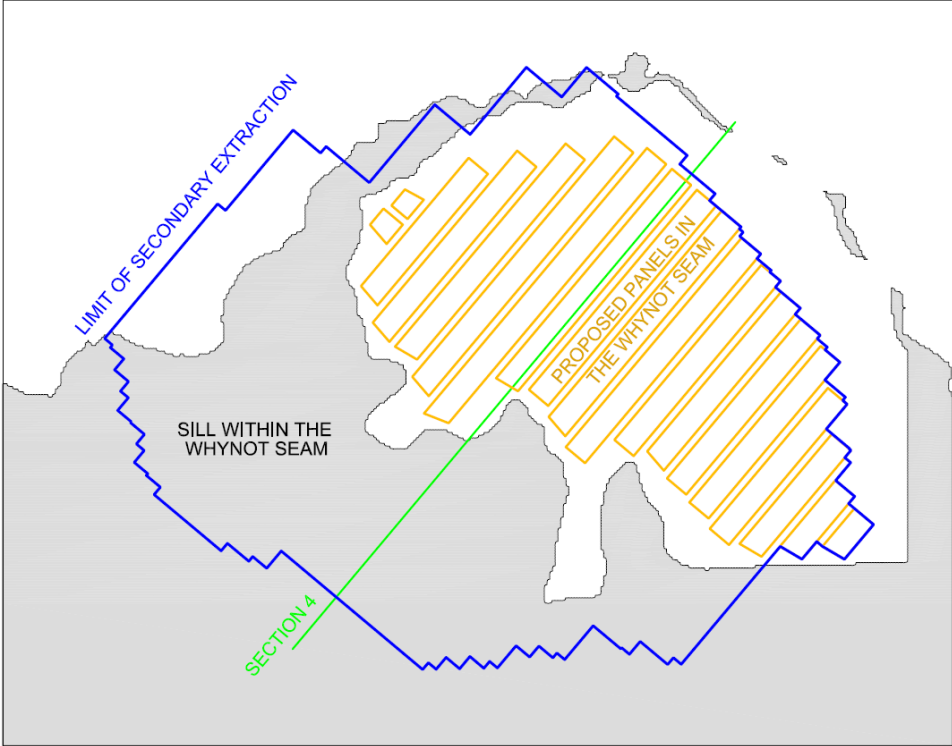 LIMIT OF SECONDARY EXTRACTION
PROPOSED PANELS IN
THE WHYNOT SEAM
SILL WITHIN THE
WHYNOT SEAM
SECTION 4